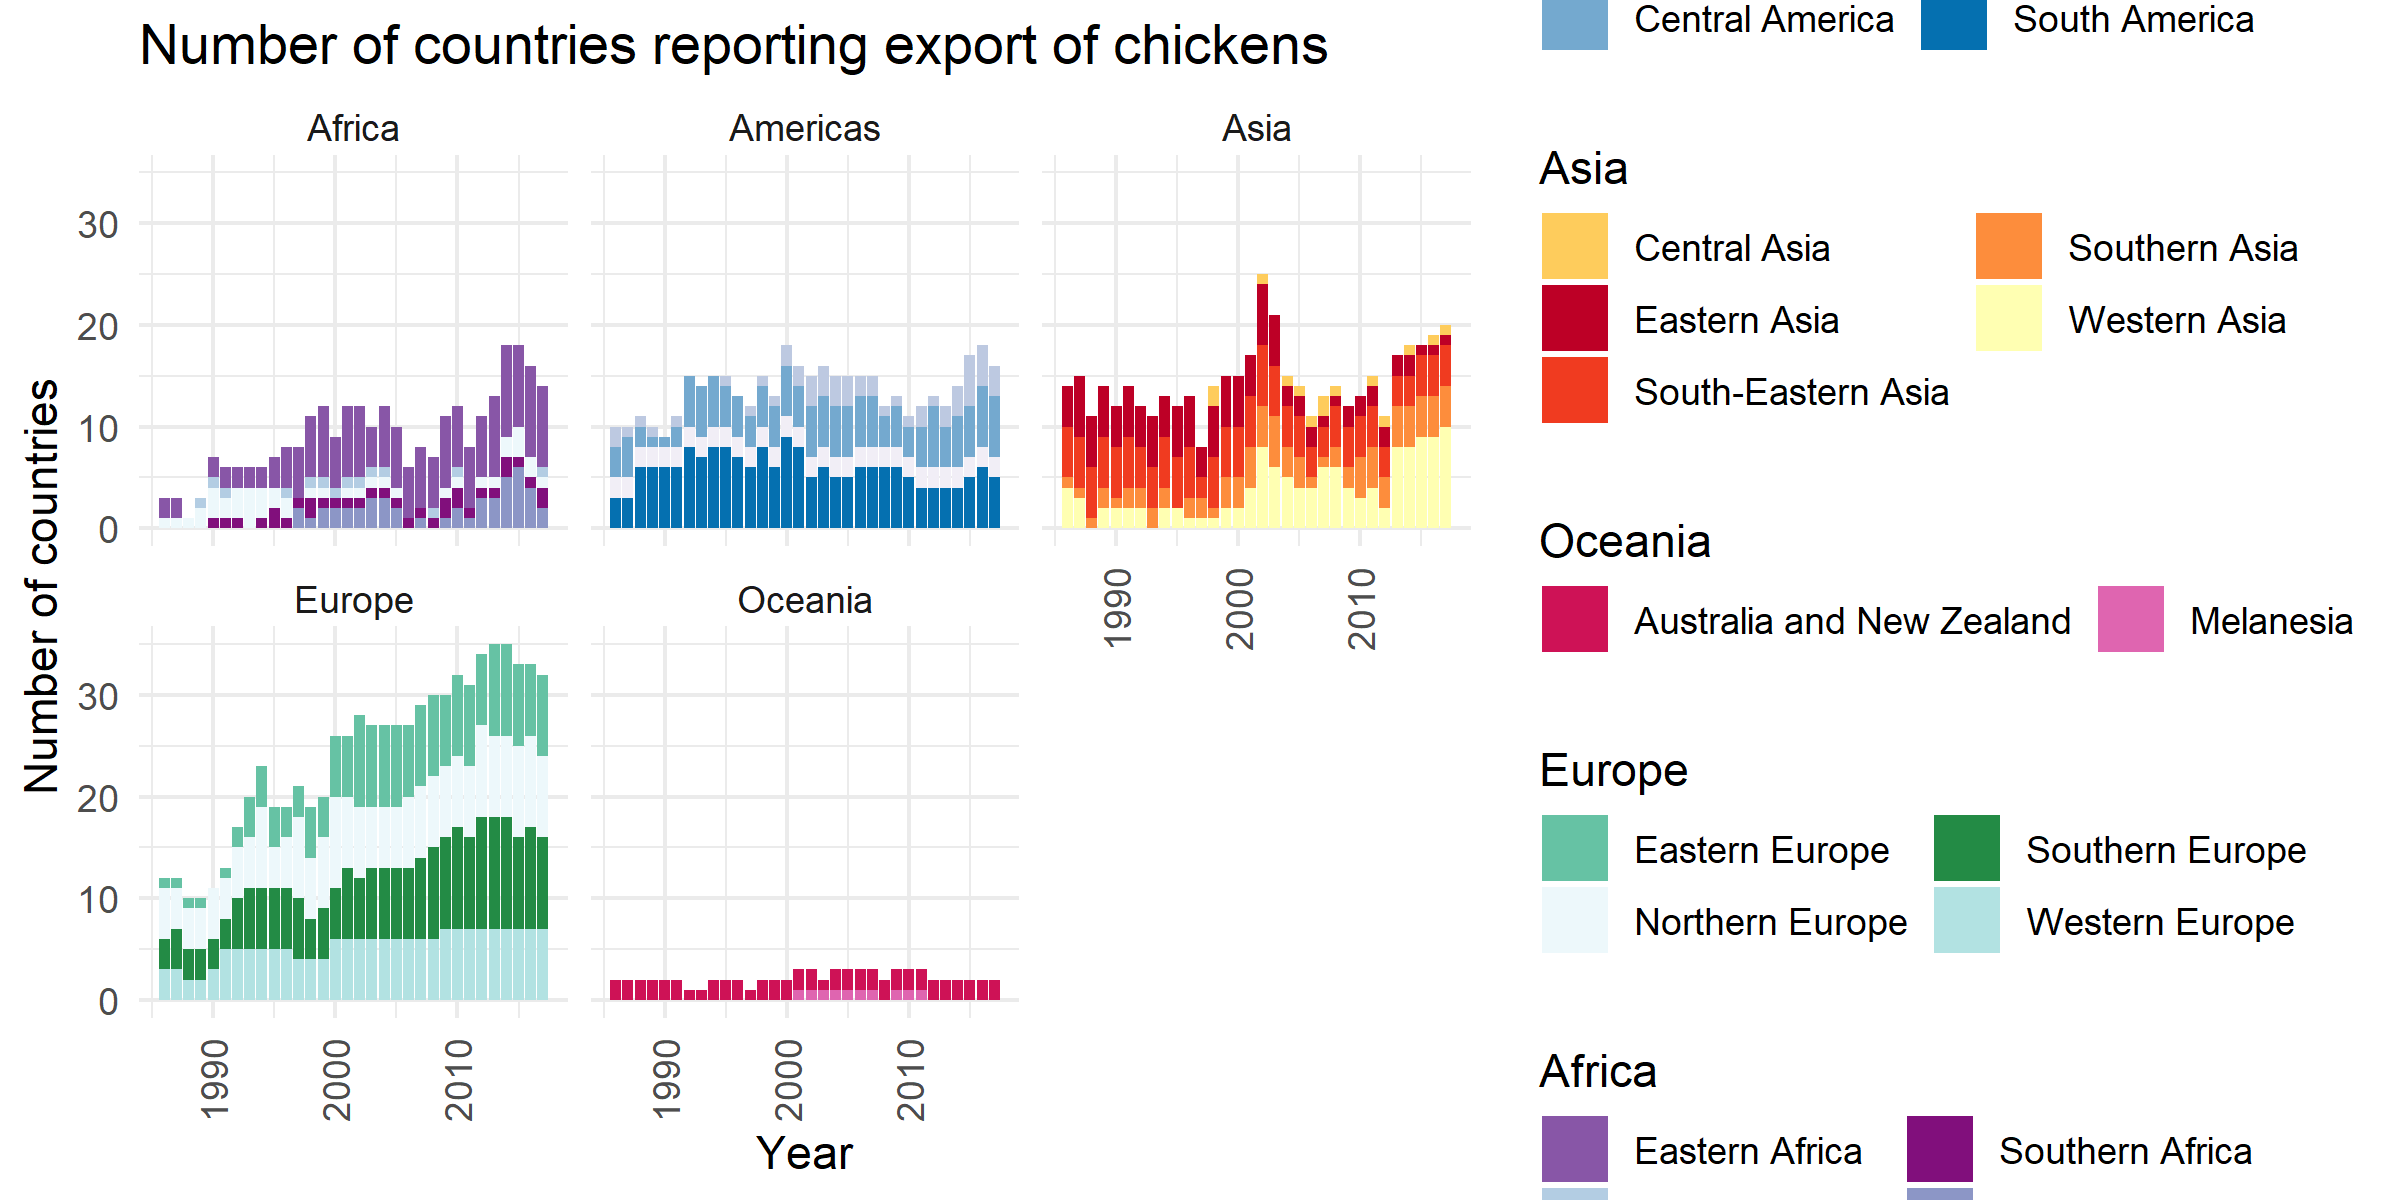 Number of countries reporting export of chickens
Africa
Americas
Asia
30
20
10
0
1990
2000
2010
Europe
Oceania
30
20
10
0
1990
2000
2010
1990
2000
2010
Number of countries
Year
Central America
South America
Asia
Central Asia
Southern Asia
Eastern Asia
Western Asia
South-Eastern Asia
Oceania
Australia and New Zealand
Melanesia
Europe
Eastern Europe
Southern Europe
Northern Europe
Western Europe
Africa
Eastern Africa
Southern Africa